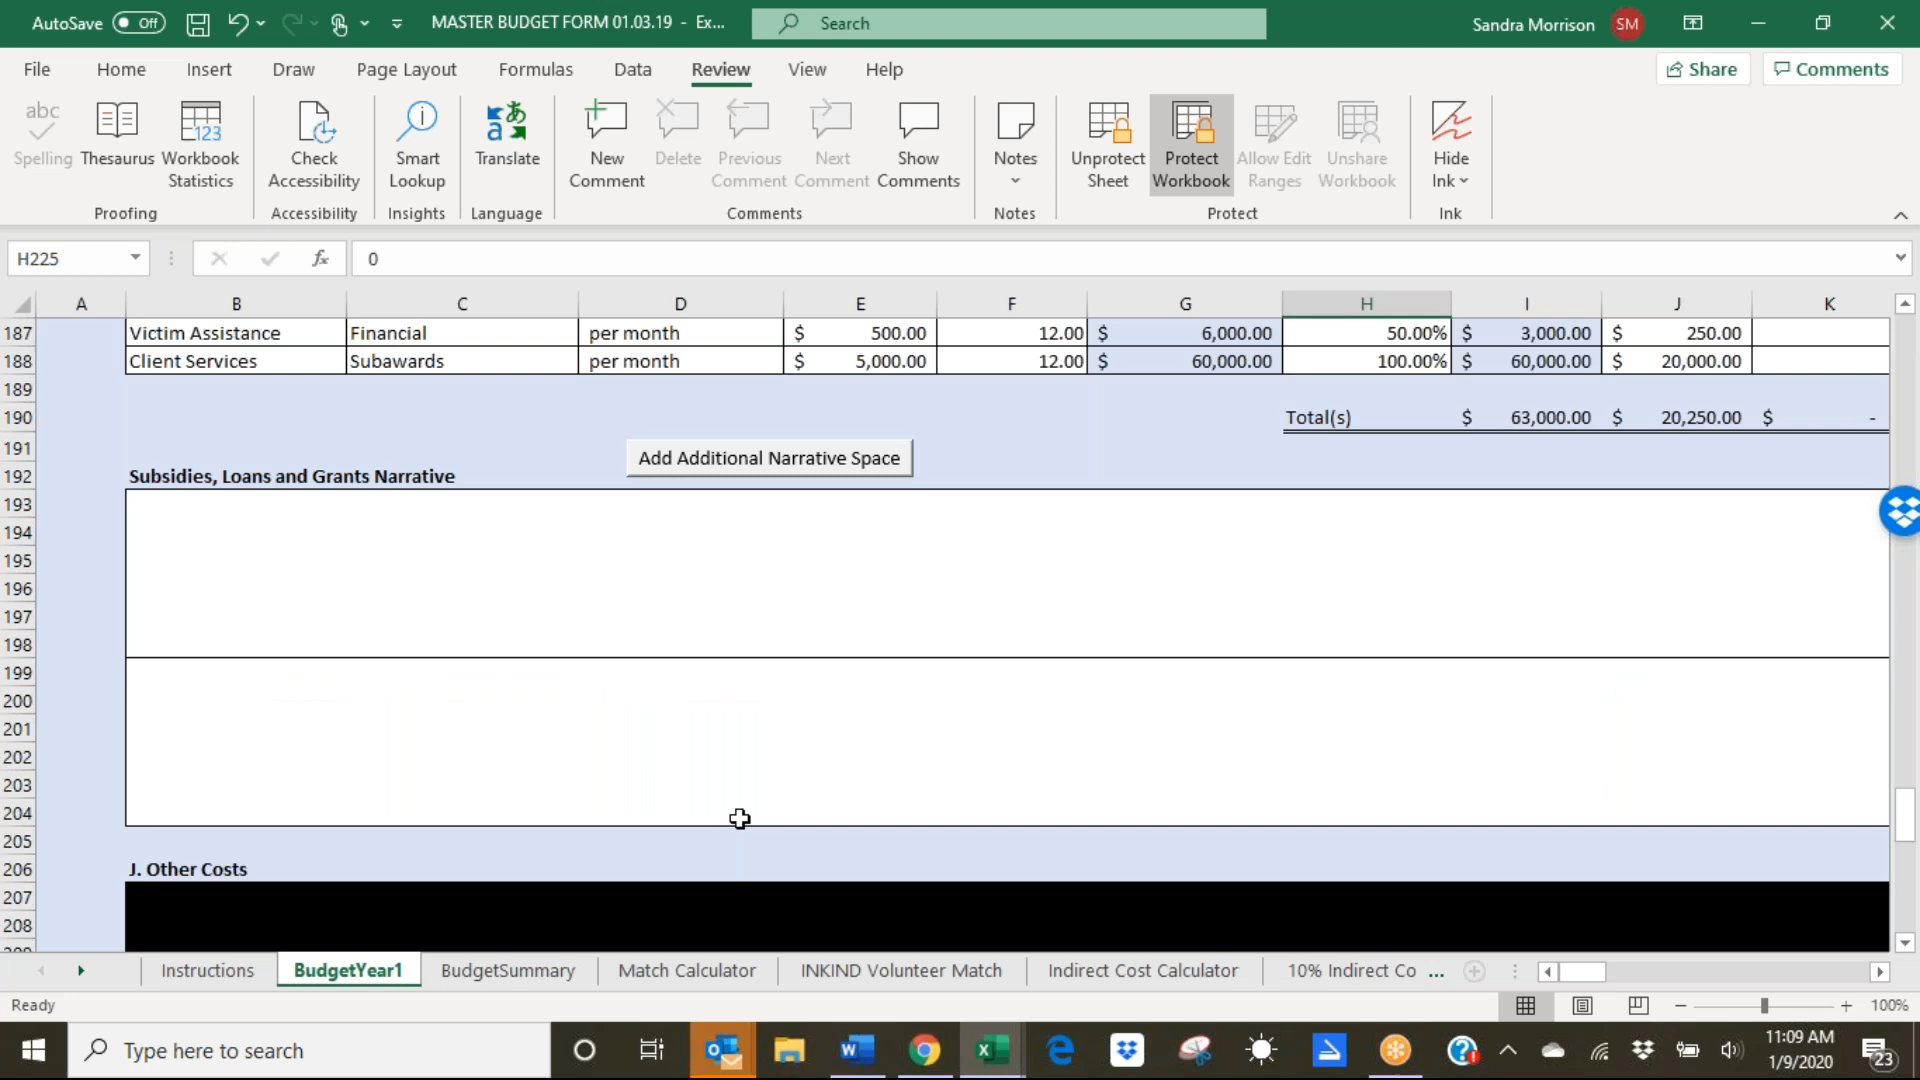 AutoSave Off MASTER BUDGET FORM 01.03.19 - Ex... Search Sandra Morrison SM
File Home Insert Draw Page Layout Formulas Data Review View Help Share Comments
abc Spelling Thesaurus 123 Workbook Statistics Check Accessibility Smart Lookup Translate New Comment Delete Previous Comment Next Comment Show Comments Notes Unprotect Sheet Protect Workbook Allow Edit Ranges Unshare Workbook Hide Ink
Proofing Accessibility Insights Language Comments Notes Protect Ink
H225 fx 0
A B C D E F G H I J K
187 Victim Assistance Financial per month $ 500.00 12.00 $ 6,000.00 50.00% $ 3,000.00 $ 250.00
188 Client Services Subawards per month $ 5,000.00 12.00 $ 60,000.00 100.00% $ 60,000.00 $ 20,000.00
189
190 Total(s) $ 63,000.00 $ 20,250.00 $ -
191 Add Additional Narrative Space
192 Subsidies, Loans and Grants Narrative
193
194
195
196
197
198
199
200
201
202
203
204
205
206 J. Other Costs
207
208
Instructions BudgetYear1 BudgetSummary Match Calculator INKIND Volunteer Match Indirect Cost Calculator 10% Indirect Co ...
Ready 100%
Type here to search 11:09 AM
1/9/2020 23